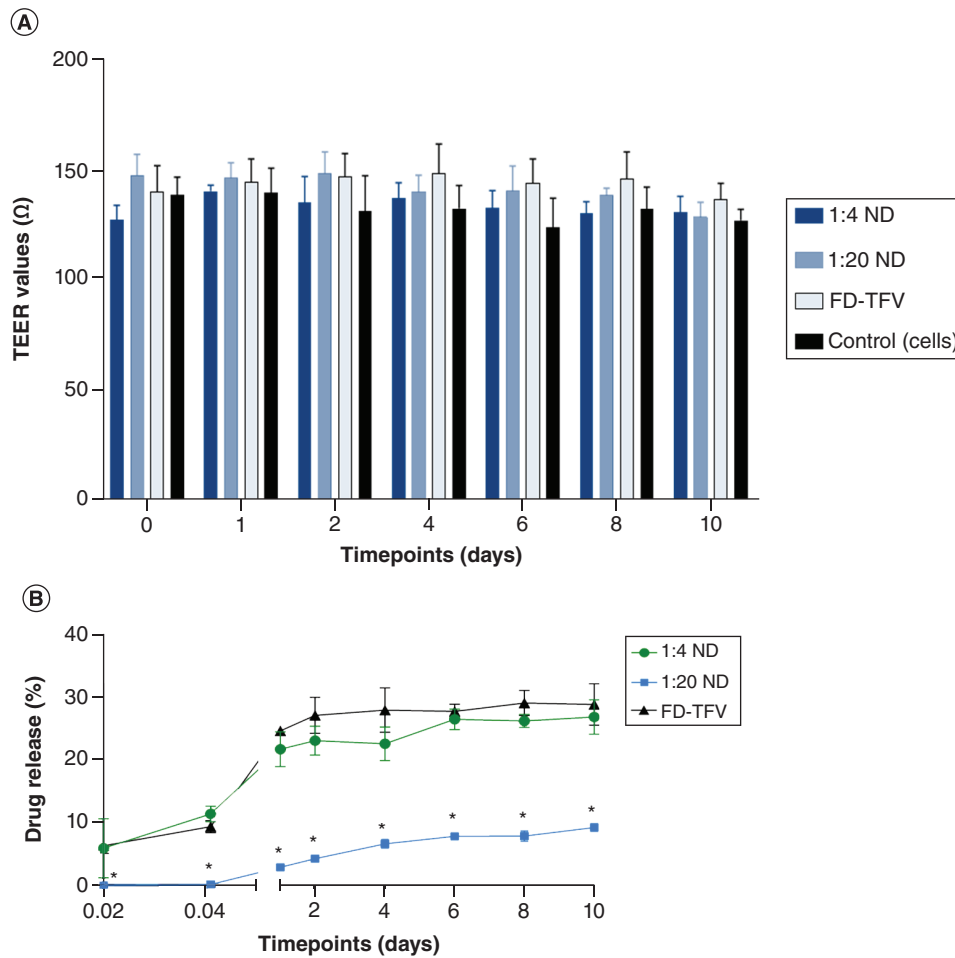 A
TEER values (Ω)
200
150
100
50
0
0 1 2 4 6 8 10
Timepoints (days)
1:4 ND
1:20 ND
FD-TFV
Control (cells)
B
Drug release (%)
40
30
20
10
0
* * * * * * * *
0.02 0.04 2 4 6 8 10
Timepoints (days)
1:4 ND
1:20 ND
FD-TFV